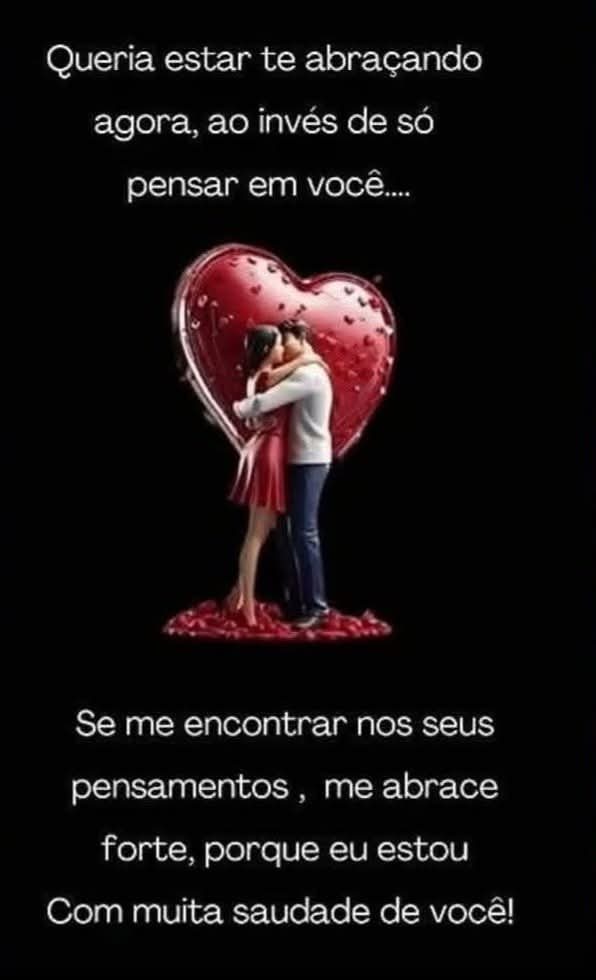 Queria estar te abraçando
agora, ao invés de só
pensar em você....
Se me encontrar nos seus
pensamentos , me abrace
forte, porque eu estou
Com muita saudade de você!